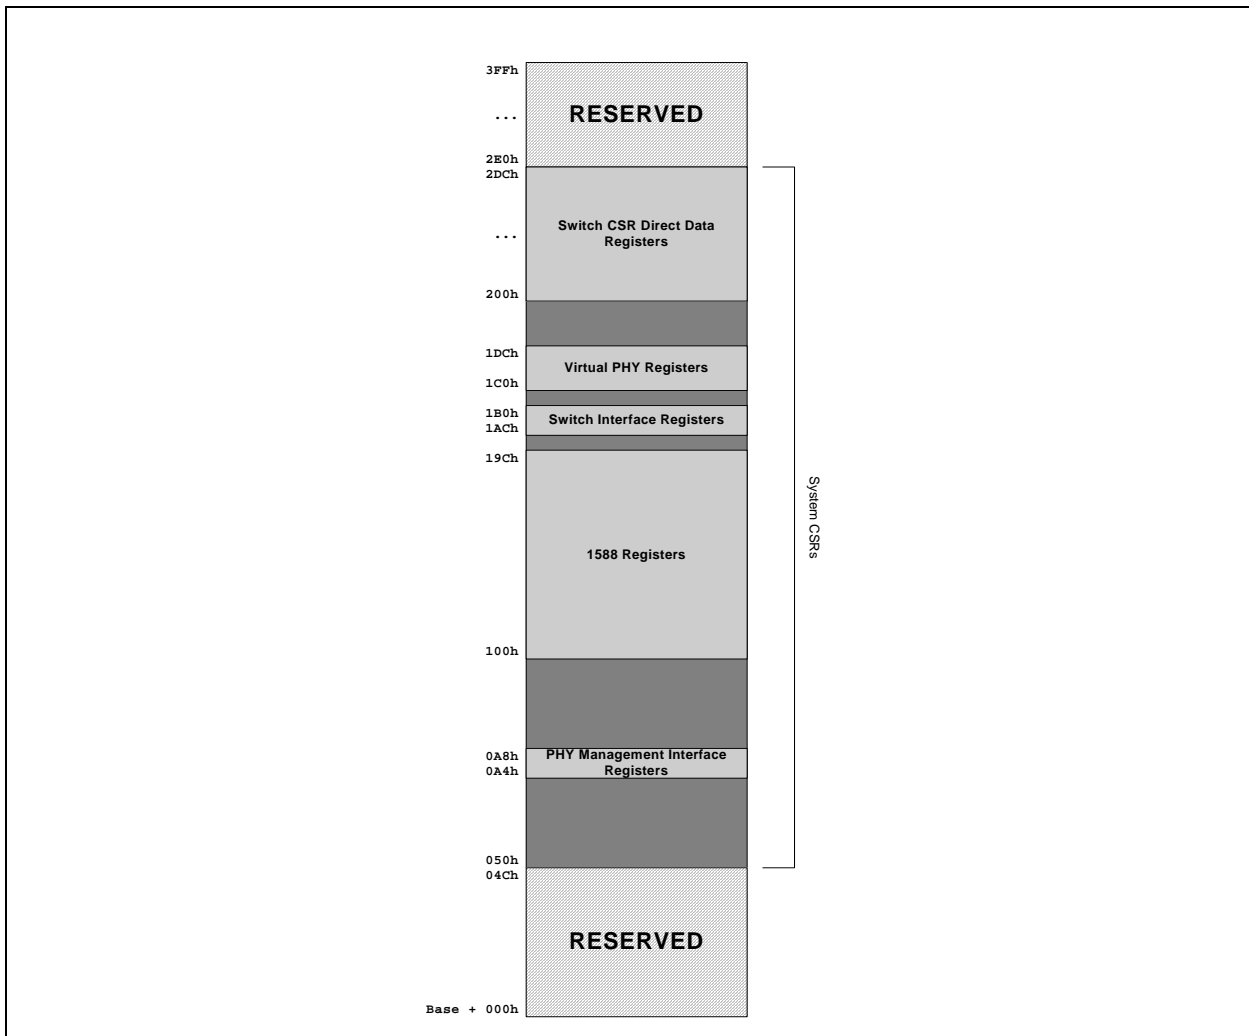 3FFh
...
RESERVED
2E0h
2DCh
Switch CSR Direct Data
Registers
...
200h
1DCh
Virtual PHY Registers
1C0h
1B0h
Switch Interface Registers
1ACh
19Ch
System CSRs
1588 Registers
100h
0A8h
PHY Management Interface
Registers
0A4h
050h
04Ch
RESERVED
Base + 000h